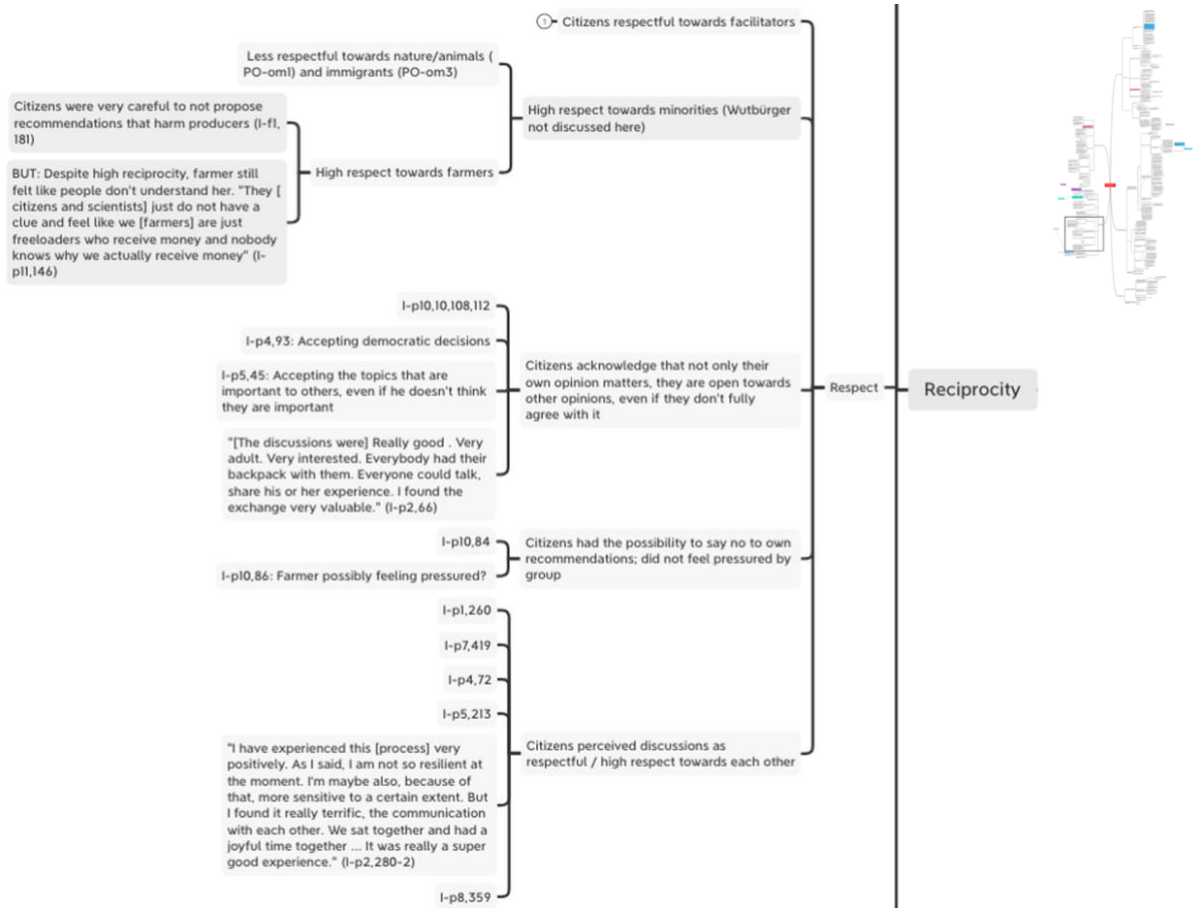 1
Citizens respectful towards facilitators
Less respectful towards nature/animals (
PO-om1) and immigrants (PO-om3)
High respect towards minorities (Wutbürger
not discussed here)
Citizens were very careful to not propose
recommendations that harm producers (I-f1,
181)
High respect towards farmers
BUT: Despite high reciprocity, farmer still
felt like people don't understand her. "They [
citizens and scientists] just do not have a
clue and feel like we [farmers] are just
freeloaders who receive money and nobody
knows why we actually receive money" (I-
p11,146)
I-p10,10,108,112
I-p4,93: Accepting democratic decisions
I-p5,45: Accepting the topics that are
important to others, even if he doesn't think
they are important
"[The discussions were] Really good . Very
adult. Very interested. Everybody had their
backpack with them. Everyone could talk,
share his or her experience. I found the
exchange very valuable." (I-p2,66)
Citizens acknowledge that not only their
own opinion matters, they are open towards
other opinions, even if they don't fully
agree with it
Respect
Reciprocity
I-p10,84
I-p10,86: Farmer possibly feeling pressured?
Citizens had the possibility to say no to own
recommendations; did not feel pressured by
group
I-p1,260
I-p7,419
I-p4,72
I-p5,213
"I have experienced this [process] very
positively. As I said, I am not so resilient at
the moment. I'm maybe also, because of
that, more sensitive to a certain extent. But
I found it really terrific, the communication
with each other. We sat together and had a
joyful time together ... It was really a super
good experience." (I-p2,280-2)
I-p8,359
Citizens perceived discussions as
respectful / high respect towards each other